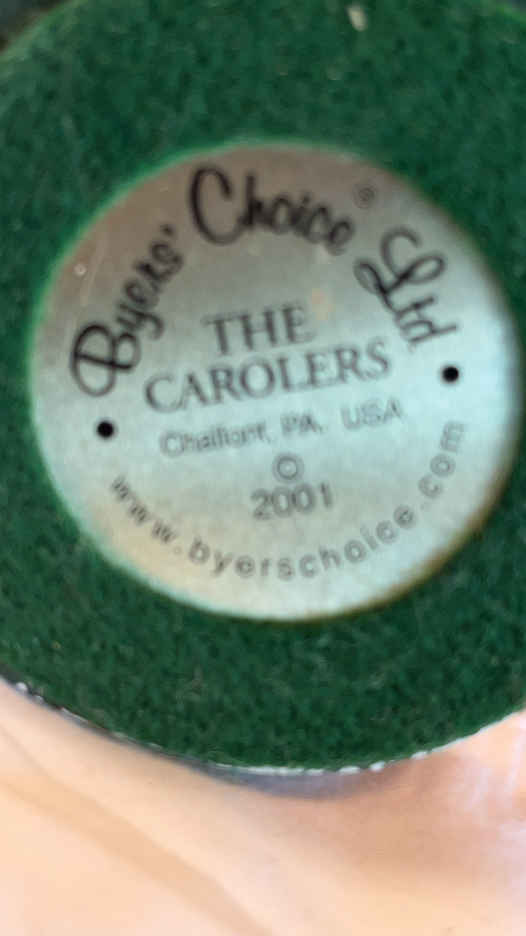 Byers' Choice® Ltd
THE
CAROLERS
Chalfont, PA. USA
©
2001
www.byerschoice.com